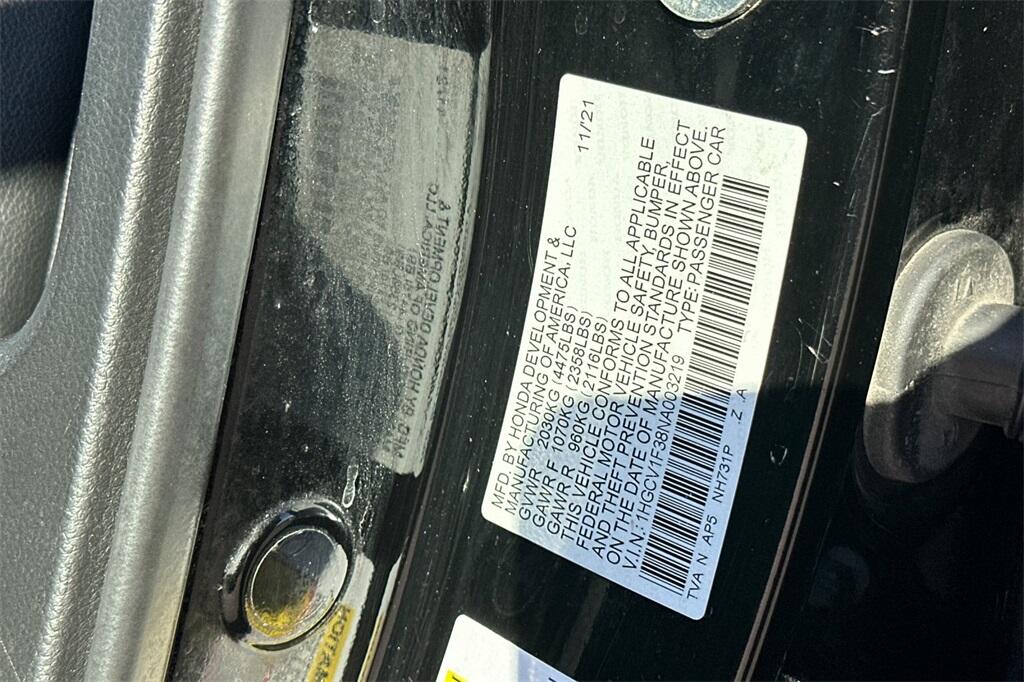 11/'21
MFD. BY HONDA DEVELOPMENT &
MANUFACTURING OF AMERICA, LLC
GVWR 2030KG (4475LBS)
GAWR F 1070KG (2358LBS)
GAWR R 960KG (2116LBS)
THIS VEHICLE CONFORMS TO ALL APPLICABLE
FEDERAL MOTOR VEHICLE SAFETY, BUMPER,
AND THEFT PREVENTION STANDARDS IN EFFECT
ON THE DATE OF MANUFACTURE SHOWN ABOVE.
V.I.N.: 1HGCV1F38NA003219 TYPE: PASSENGER CAR
TVA N AP5 NH731P Z A